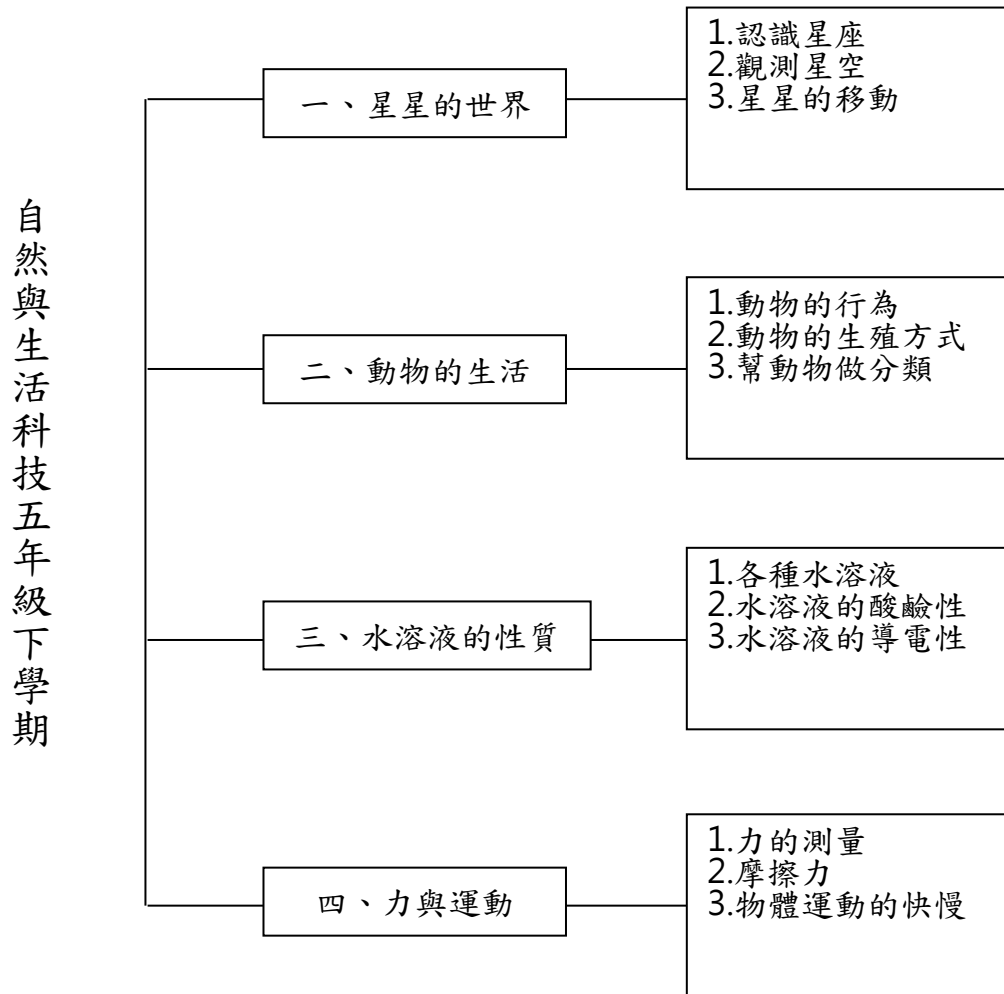 自然與生活科技五年級下學期
一、星星的世界
1.認識星座
2.觀測星空
3.星星的移動
二、動物的生活
1.動物的行為
2.動物的生殖方式
3.幫動物做分類
三、水溶液的性質
1.各種水溶液
2.水溶液的酸鹼性
3.水溶液的導電性
四、力與運動
1.力的測量
2.摩擦力
3.物體運動的快慢